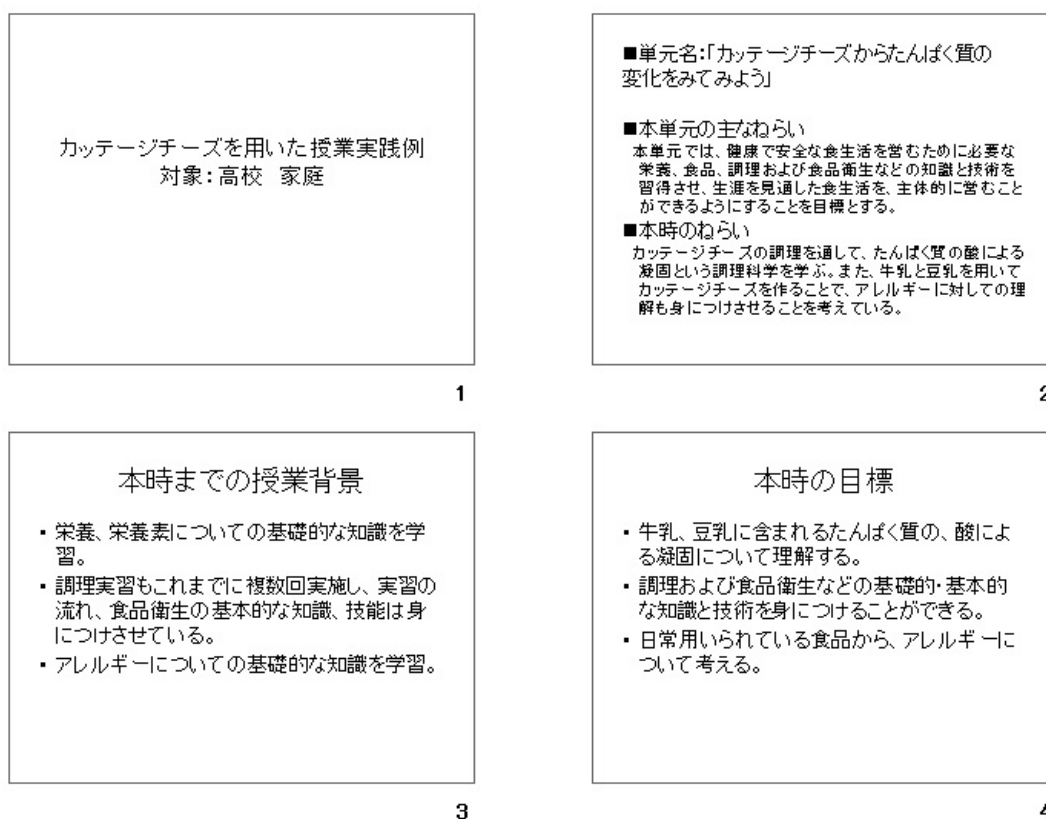 カッテージチーズを用いた授業実践例
対象：高校　家庭
1
■単元名：「カッテージチーズからたんぱく質の
変化をみてみよう」
■本単元の主なねらい
本単元では、健康で安全な食生活を営むために必要な
栄養、食品、調理および食品衛生などの知識と技術を
習得させ、生涯を見通した食生活を、主体的に営むこと
ができるようにすることを目標とする。
■本時のねらい
カッテージチーズの調理を通して、たんぱく質の酸による
凝固という調理科学を学ぶ。また、牛乳と豆乳を用いて
カッテージチーズを作ることで、アレルギーに対しての理
解も身につけさせることを考えている。
2
本時までの授業背景
▪ 栄養、栄養素についての基礎的な知識を学
習。
▪ 調理実習もこれまでに複数回実施し、実習の
流れ、食品衛生の基本的な知識、技能は身
につけさせている。
▪ アレルギーについての基礎的な知識を学習。
3
本時の目標
▪ 牛乳、豆乳に含まれるたんぱく質の、酸によ
る凝固について理解する。
▪ 調理および食品衛生などの基礎的・基本的
な知識と技術を身につけることができる。
▪ 日常用いられている食品から、アレルギーに
ついて考える。
4